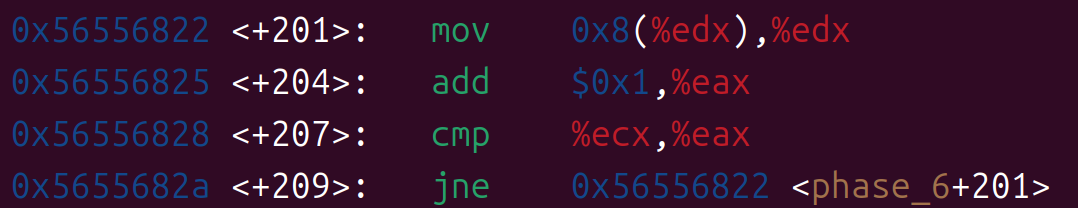 0x56556822 <+201>: mov 0x8(%edx),%edx
0x56556825 <+204>: add $0x1,%eax
0x56556828 <+207>: cmp %ecx,%eax
0x5655682a <+209>: jne 0x56556822 <phase_6+201>